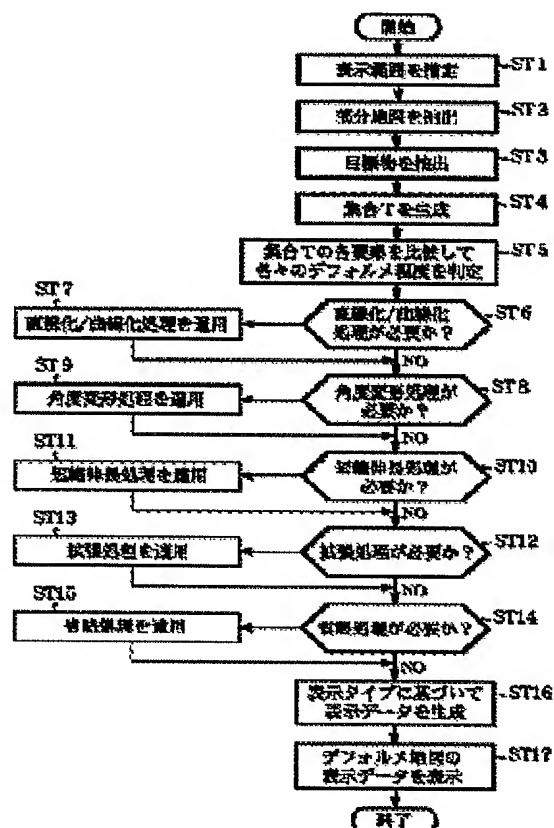 開始
表示範囲を指定
ST1
部分地図を抽出
ST2
目標物を抽出
ST3
集合Tを生成
ST4
集合Tの各要素を比較して
各々のデフォルメ程度を判定
ST5
ST7
直線化/曲線化処理を適用
直線化/曲線化
処理が必要か?
ST6
NO
ST9
角度変形処理を適用
角度変形処理が
必要か?
ST8
NO
ST11
短縮伸長処理を適用
短縮伸長処理が
必要か?
ST10
NO
ST13
拡張処理を適用
拡張処理が必要か?
ST12
NO
ST15
省略処理を適用
省略処理が必要か?
ST14
NO
表示タイプに基づいて
表示データを生成
ST16
デフォルメ地図の
表示データを表示
ST17
終了